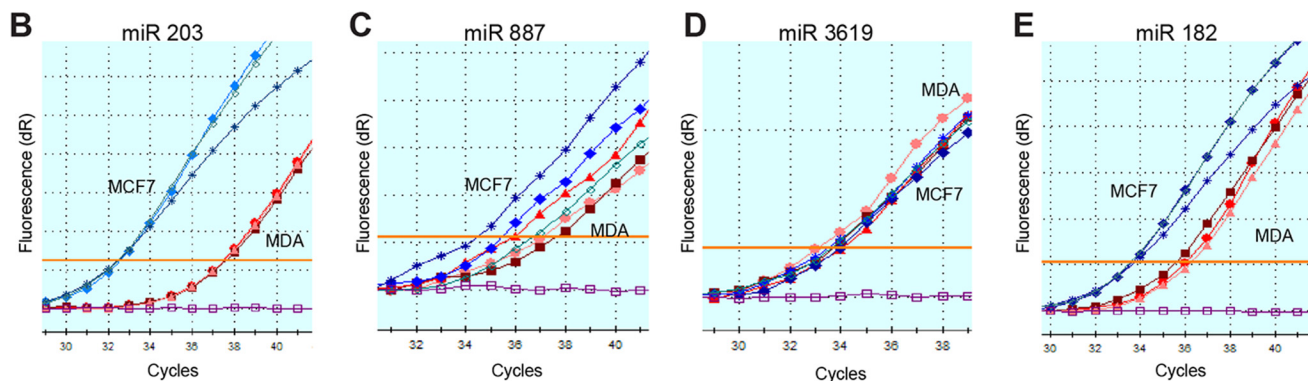 B
miR 203
Fluorescence (dR)
MCF7
MDA
30 32 34 36 38 40
Cycles
C
miR 887
Fluorescence (dR)
MCF7
MDA
32 34 36 38 40
Cycles
D
miR 3619
Fluorescence (dR)
MDA
MCF7
30 32 34 36 38
Cycles
E
miR 182
Fluorescence (dR)
MCF7
MDA
30 32 34 36 38 40
Cycles